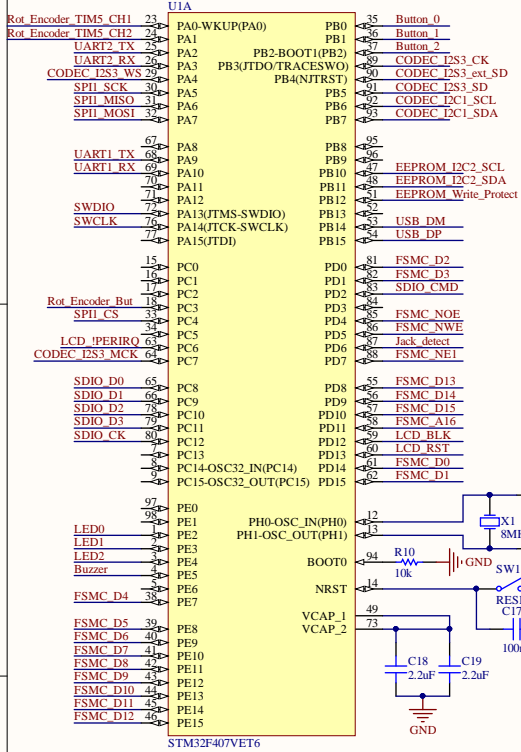 U1A
Rot_Encoder_TIM5_CH1 23 PA0-WKUP(PA0) PB0 35 Button_0
Rot_Encoder_TIM5_CH2 24 PA1 PB1 36 Button_1
UART2_TX 25 PA2 PB2-BOOT1(PB2) 37 Button_2
UART2_RX 26 PA3 PB3(JTDO/TRACESWO) 89 CODEC_I2S3_CK
CODEC_I2S3_WS 29 PA4 PB4(NJTRST) 90 CODEC_I2S3_ext_SD
SPI1_SCK 30 PA5 PB5 91 CODEC_I2S3_SD
SPI1_MISO 31 PA6 PB6 92 CODEC_I2C1_SCL
SPI1_MOSI 32 PA7 PB7 93 CODEC_I2C1_SDA
67 PA8 PB8 95
UART1_TX 68 PA9 PB9 96
UART1_RX 69 PA10 PB10 47 EEPROM_I2C2_SCL
70 PA11 PB11 48 EEPROM_I2C2_SDA
71 PA12 PB12 51 EEPROM_Write_Protect
SWDIO 72 PA13(JTMS-SWDIO) PB13 52
SWCLK 76 PA14(JTCK-SWCLK) PB14 53 USB_DM
77 PA15(JTDI) PB15 54 USB_DP
15 PC0 PD0 81 FSMC_D2
16 PC1 PD1 82 FSMC_D3
17 PC2 PD2 83 SDIO_CMD
Rot_Encoder_But 18 PC3 PD3 84
SPI1_CS 33 PC4 PD4 85 FSMC_NOE
34 PC5 PD5 86 FSMC_NWE
LCD_!PERIRQ 63 PC6 PD6 87 Jack_detect
CODEC_I2S3_MCK 64 PC7 PD7 88 FSMC_NE1
SDIO_D0 65 PC8 PD8 55 FSMC_D13
SDIO_D1 66 PC9 PD9 56 FSMC_D14
SDIO_D2 78 PC10 PD10 57 FSMC_D15
SDIO_D3 79 PC11 PD11 58 FSMC_A16
SDIO_CK 80 PC12 PD12 59 LCD_BLK
7 PC13 PD13 60 LCD_RST
8 PC14-OSC32_IN(PC14) PD14 61 FSMC_D0
9 PC15-OSC32_OUT(PC15) PD15 62 FSMC_D1
97 PE0
98 PE1 PH0-OSC_IN(PH0) 12 X1
LED0 1 PE2 PH1-OSC_OUT(PH1) 13
LED1 2 PE3
LED2 3 PE4 BOOT0 94 R10 10k GND
Buzzer 4 PE5 SW1
5 PE6 NRST 14
FSMC_D4 38 PE7 C17
VCAP_1 49
FSMC_D5 39 PE8 VCAP_2 73
FSMC_D6 40 PE9
FSMC_D7 41 PE10
FSMC_D8 42 PE11 C18 C19
FSMC_D9 43 PE12 2.2uF 2.2uF
FSMC_D10 44 PE13
FSMC_D11 45 PE14
FSMC_D12 46 PE15 GND
STM32F407VET6